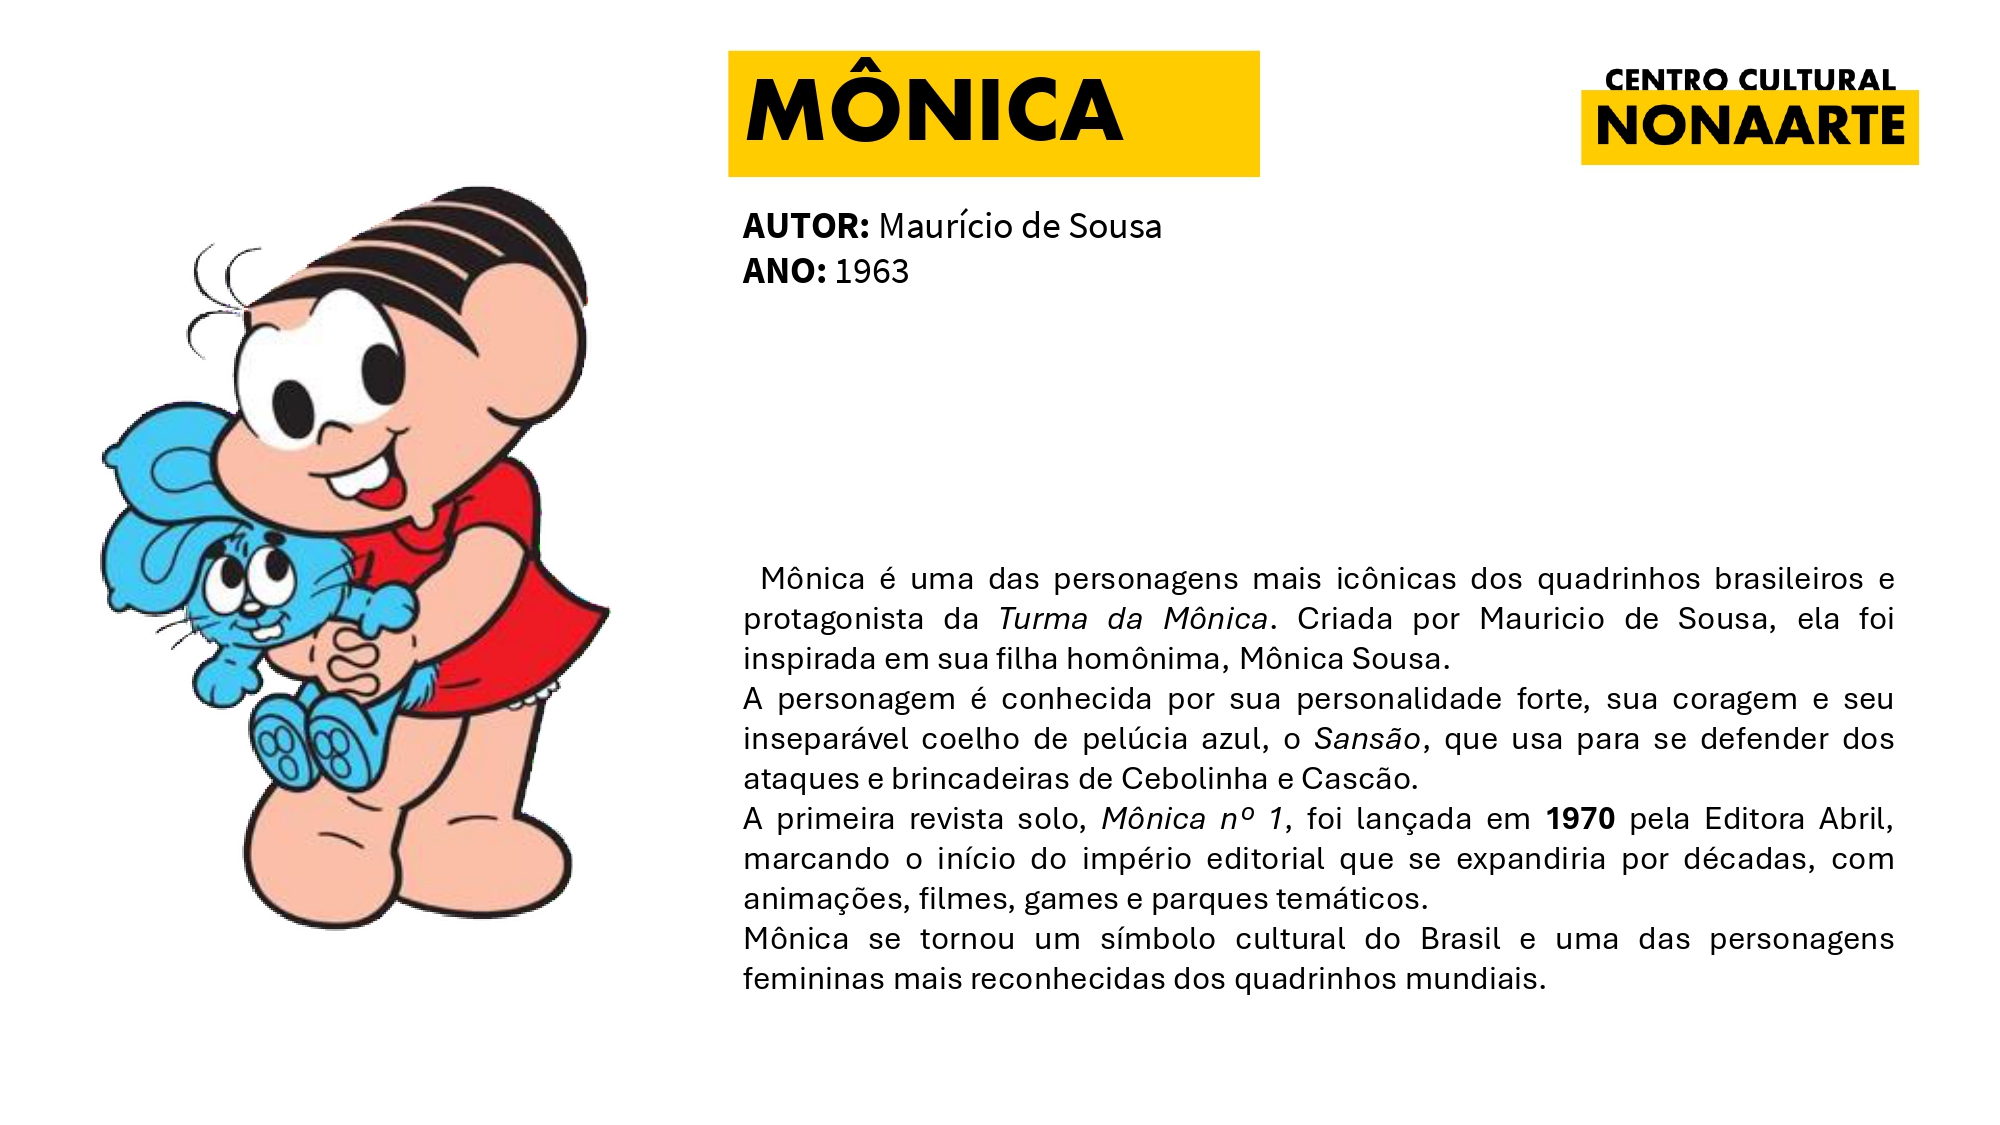 MÔNICA
CENTRO CULTURAL
NONAARTE
AUTOR: Maurício de Sousa
ANO: 1963
Mônica é uma das personagens mais icônicas dos quadrinhos brasileiros e
protagonista da Turma da Mônica. Criada por Mauricio de Sousa, ela foi
inspirada em sua filha homônima, Mônica Sousa.
A personagem é conhecida por sua personalidade forte, sua coragem e seu
inseparável coelho de pelúcia azul, o Sansão, que usa para se defender dos
ataques e brincadeiras de Cebolinha e Cascão.
A primeira revista solo, Mônica nº 1, foi lançada em 1970 pela Editora Abril,
marcando o início do império editorial que se expandiria por décadas, com
animações, filmes, games e parques temáticos.
Mônica se tornou um símbolo cultural do Brasil e uma das personagens
femininas mais reconhecidas dos quadrinhos mundiais.